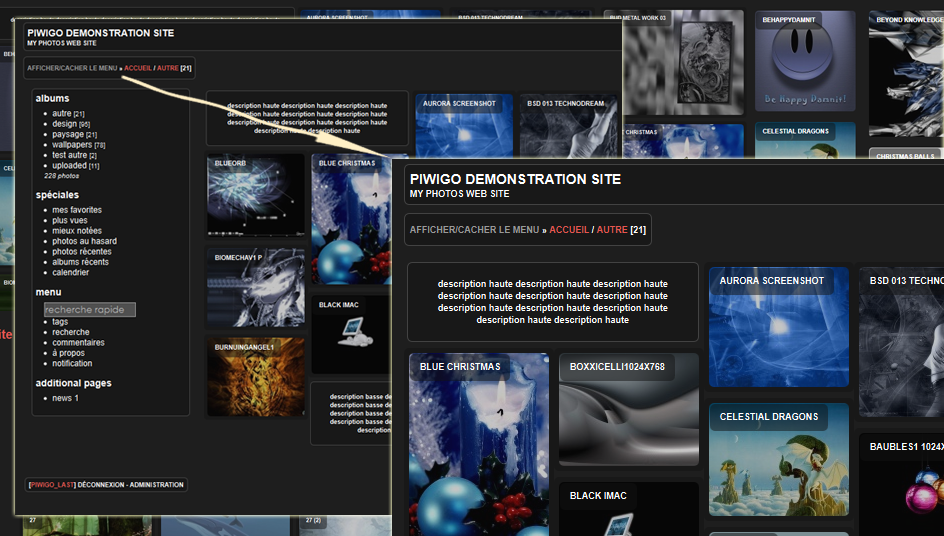 AURORA SCREENSHOT
BSD 013 TECHNODREAM
BUD METAL WORK 03
BEHAPPYDAMNIT
BEYOND KNOWLEDGE
Be Happy Damnit!
CHRISTMAS
CELESTIAL DRAGONS
CHRISTMAS BALLS
PIWIGO DEMONSTRATION SITE
MY PHOTOS WEB SITE
AFFICHER/CACHER LE MENU » ACCUEIL / AUTRE [21]
albums
autre [21]
design [95]
paysage [21]
wallpapers [78]
test autre [2]
uploaded [11]
228 photos
spéciales
mes favorites
plus vues
mieux notées
photos au hasard
photos récentes
albums récents
calendrier
menu
recherche rapide
tags
recherche
commentaires
á propos
notification
additional pages
news 1
description haute description haute description haute
description haute description haute description haute
description haute description haute description haute
description haute description haute
AURORA SCREENSHOT
BSD 013 TECHNODREAM
BLUEORB
BLUE CHRISTMAS
BIOMECHAV1 P
BLACK IMAC
BURNUINGANGEL1
description basse de
description basse de
description basse de
description
[PIWIGO_LAST] DÉCONNEXION - ADMINISTRATION
27
27 (2)
PIWIGO DEMONSTRATION SITE
MY PHOTOS WEB SITE
AFFICHER/CACHER LE MENU » ACCUEIL / AUTRE [21]
description haute description haute description haute
description haute description haute description haute
description haute description haute description haute
description haute description haute
AURORA SCREENSHOT
BSD 013 TECHNO
BLUE CHRISTMAS
BOXXICELLI1024X768
CELESTIAL DRAGONS
BAUBLES1 1024X
BLACK IMAC